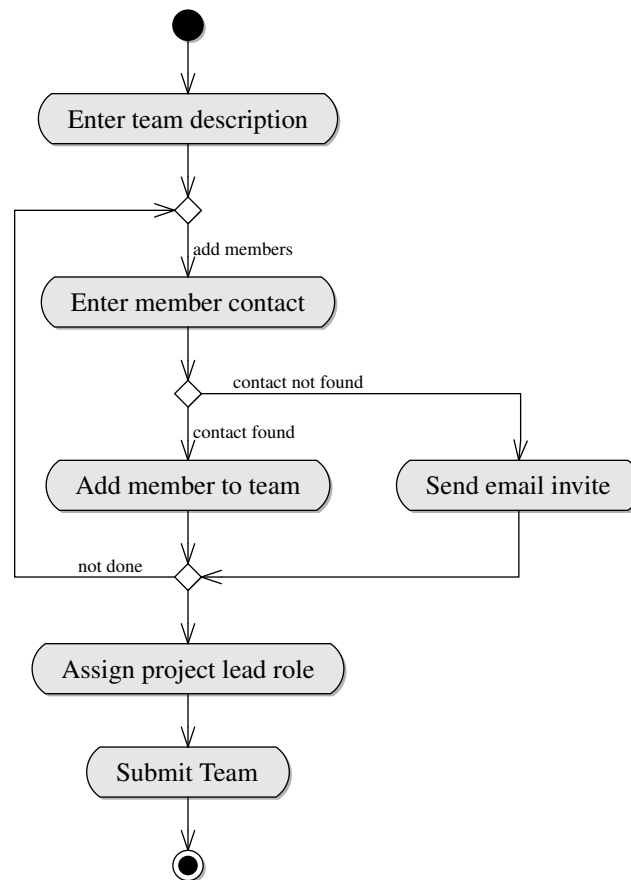 Enter team description
add members
Enter member contact
contact not found
contact found
Add member to team
Send email invite
not done
Assign project lead role
Submit Team